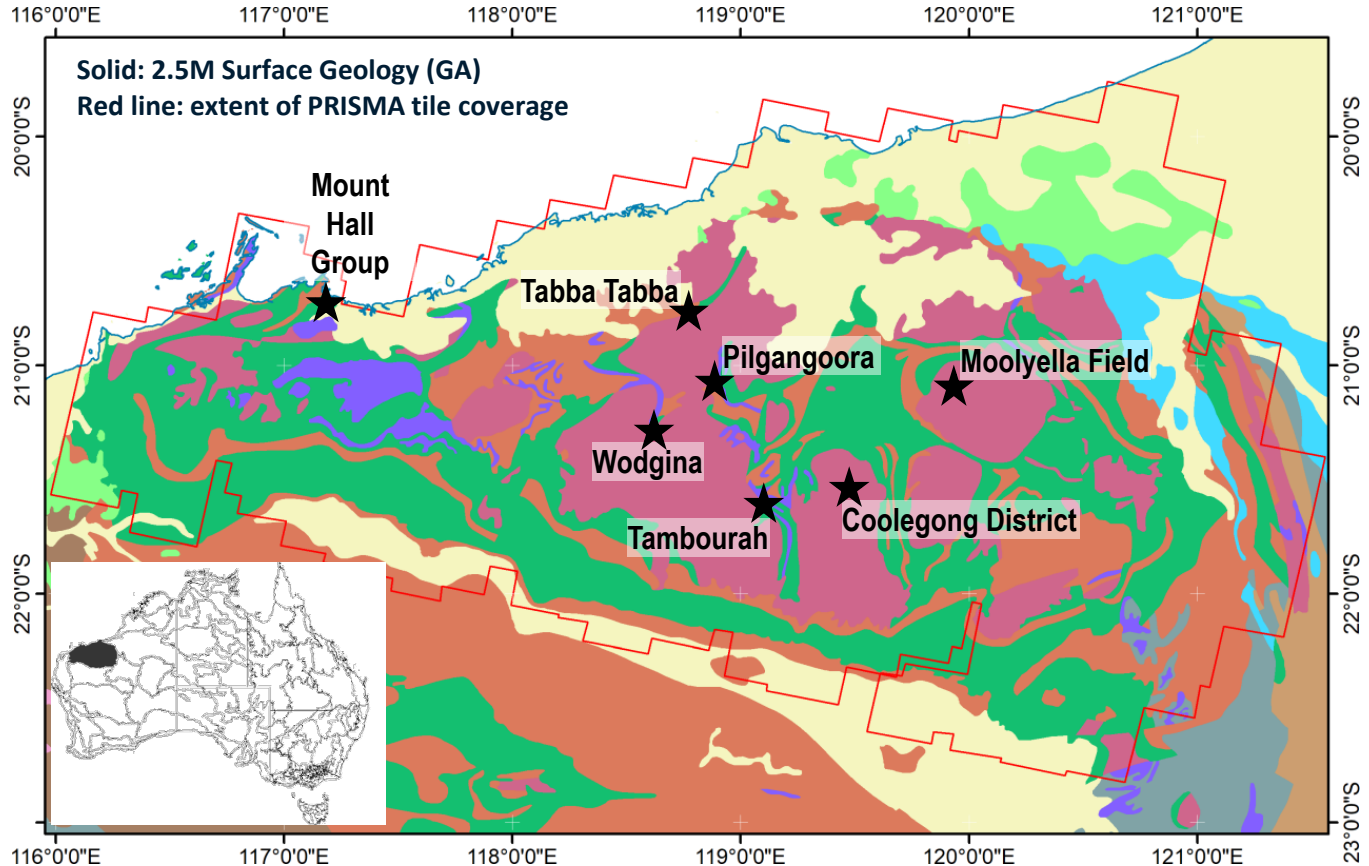 116°0'0"E
117°0'0"E
118°0'0"E
119°0'0"E
120°0'0"E
121°0'0"E
Solid: 2.5M Surface Geology (GA)
Red line: extent of PRISMA tile coverage
20°0'0"S
20°0'0"S
Mount
Hall
Group
Tabba Tabba
Pilgangoora
Moolyella Field
21°0'0"S
21°0'0"S
Wodgina
Coolegong District
Tambourah
22°0'0"S
22°0'0"S
23°0'0"S
116°0'0"E
117°0'0"E
118°0'0"E
119°0'0"E
120°0'0"E
121°0'0"E